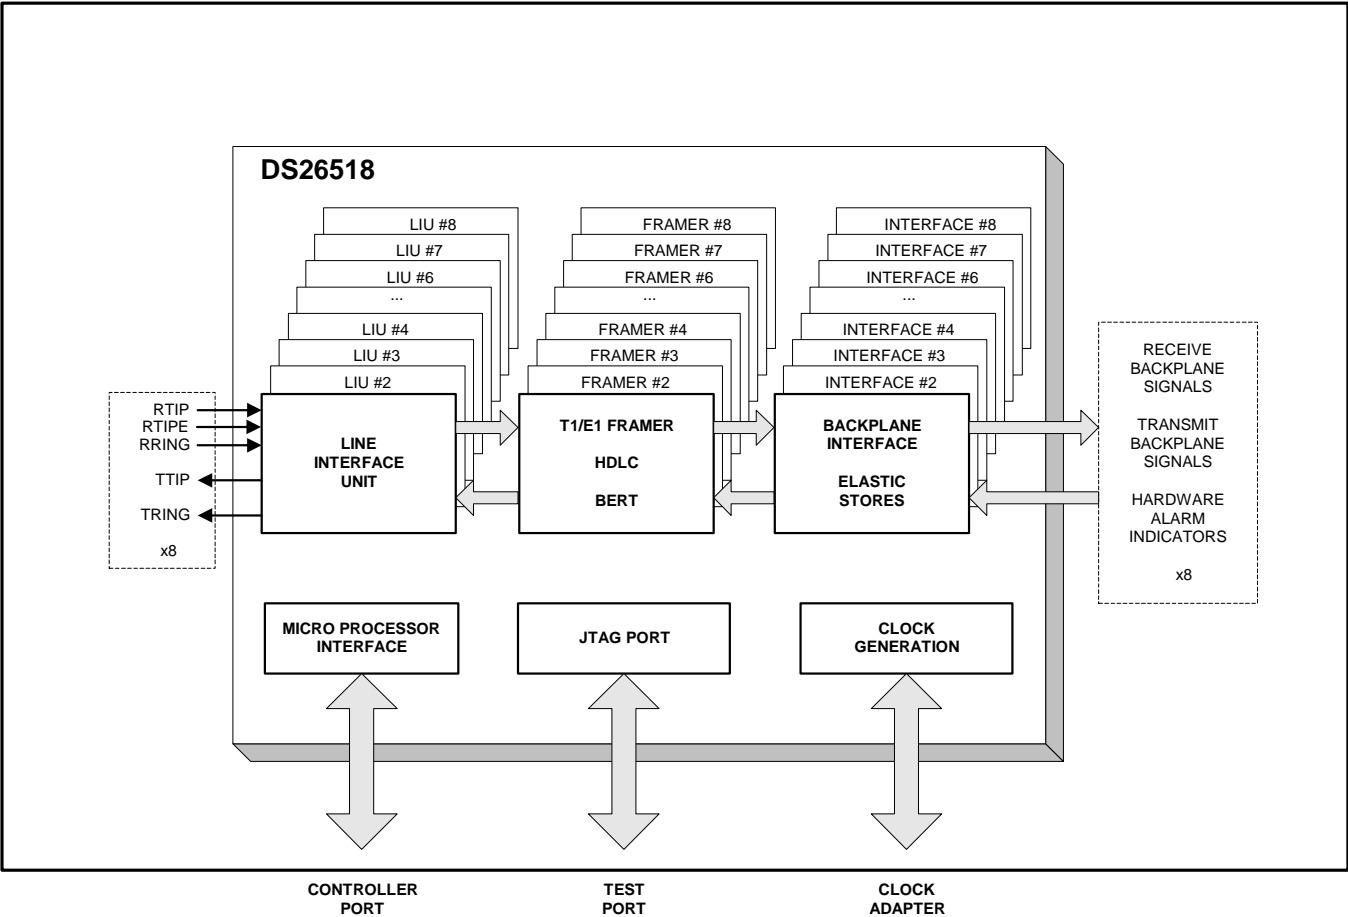 DS26518
LIU #8
LIU #7
LIU #6
...
LIU #4
LIU #3
LIU #2
LINE
INTERFACE
UNIT
FRAMER #8
FRAMER #7
FRAMER #6
...
FRAMER #4
FRAMER #3
FRAMER #2
T1/E1 FRAMER
HDLC
BERT
INTERFACE #8
INTERFACE #7
INTERFACE #6
...
INTERFACE #4
INTERFACE #3
INTERFACE #2
BACKPLANE
INTERFACE
ELASTIC
STORES
RTIP
RTIPE
RRING
TTIP
TRING
x8
RECEIVE
BACKPLANE
SIGNALS
TRANSMIT
BACKPLANE
SIGNALS
HARDWARE
ALARM
INDICATORS
x8
MICRO PROCESSOR
INTERFACE
JTAG PORT
CLOCK
GENERATION
CONTROLLER
PORT
TEST
PORT
CLOCK
ADAPTER